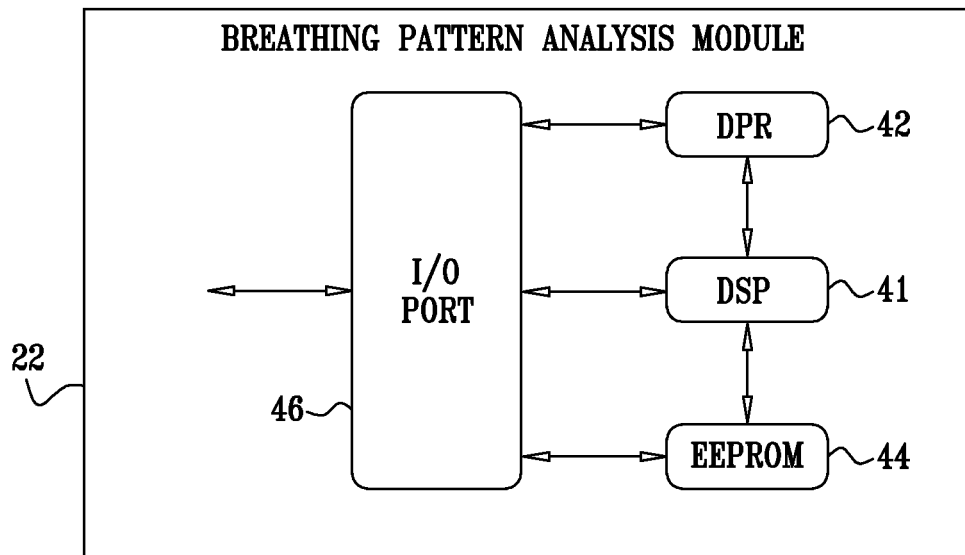 BREATHING PATTERN ANALYSIS MODULE
DPR
42
I/O
PORT
DSP
41
22
46
EEPROM
44